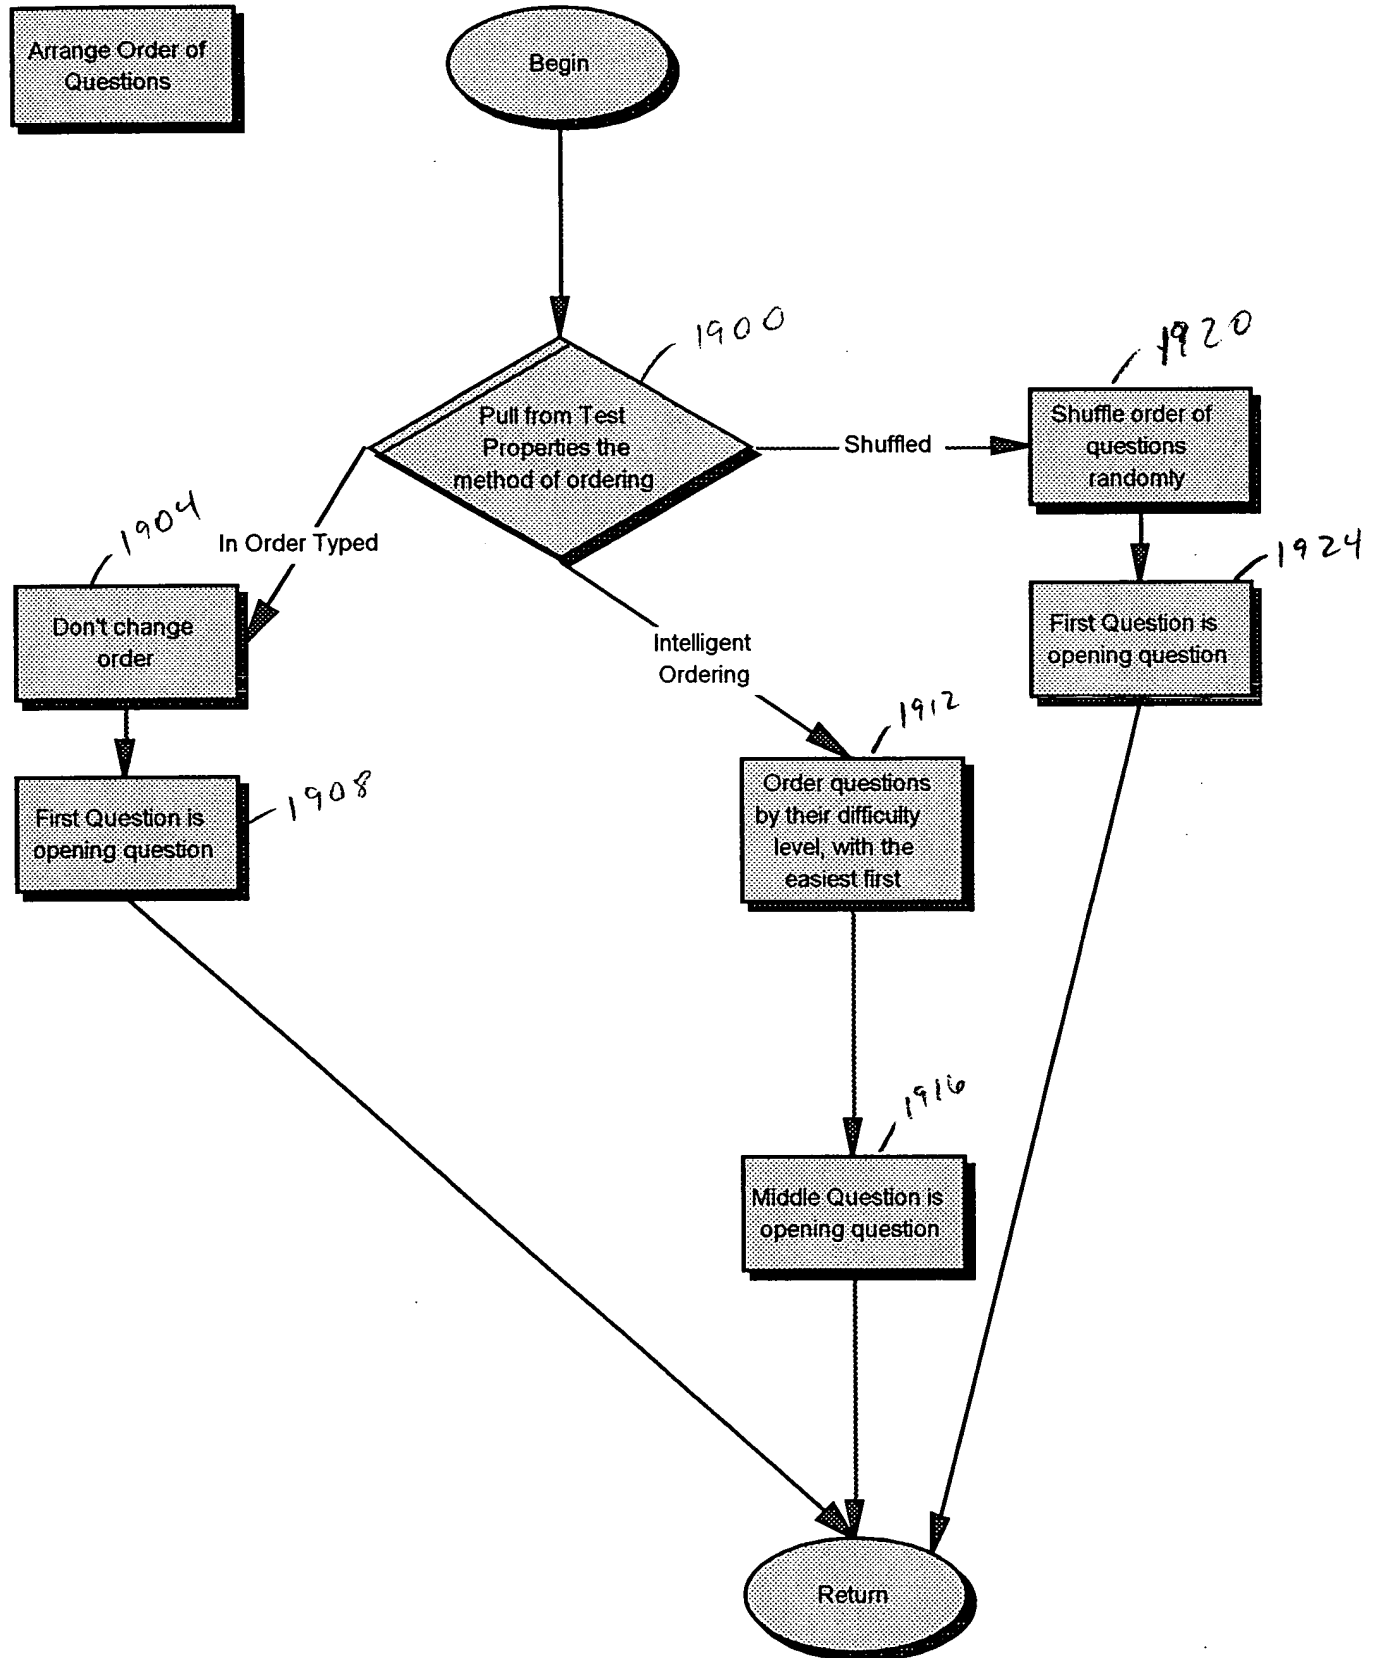 Arrange Order of
Questions
Begin
1900
Pull from Test
Properties the
method of ordering
Shuffled
1920
Shuffle order of
questions
randomly
1904
In Order Typed
1924
Don't change
order
First Question is
opening question
Intelligent
Ordering
1912
1908
First Question is
opening question
Order questions
by their difficulty
level, with the
easiest first
1916
Middle Question is
opening question
Return